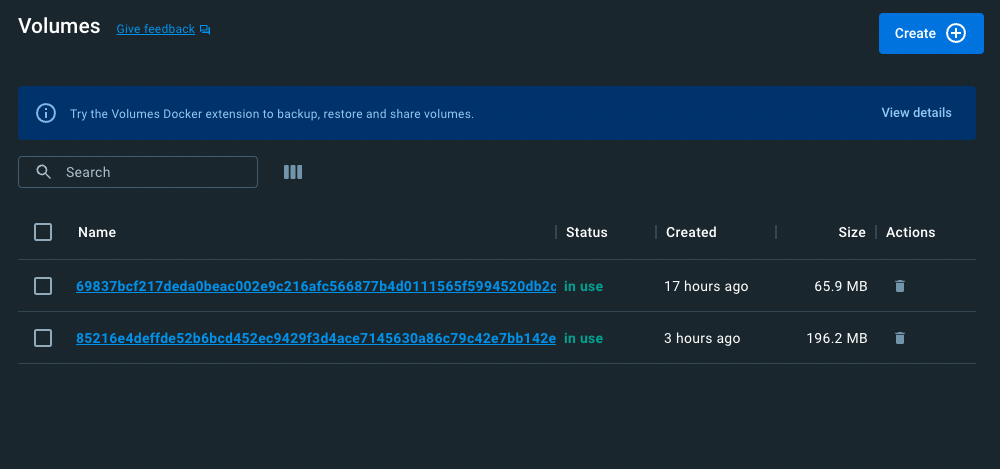 Volumes Give feedback
Create
Try the Volumes Docker extension to backup, restore and share volumes. View details
Search
Name Status Created Size Actions
69837bcf217deda0beac002e9c216afc566877b4d0111565f5994520db2c in use 17 hours ago 65.9 MB
85216e4deffde52b6bcd452ec9429f3d4ace7145630a86c79c42e7bb142e in use 3 hours ago 196.2 MB